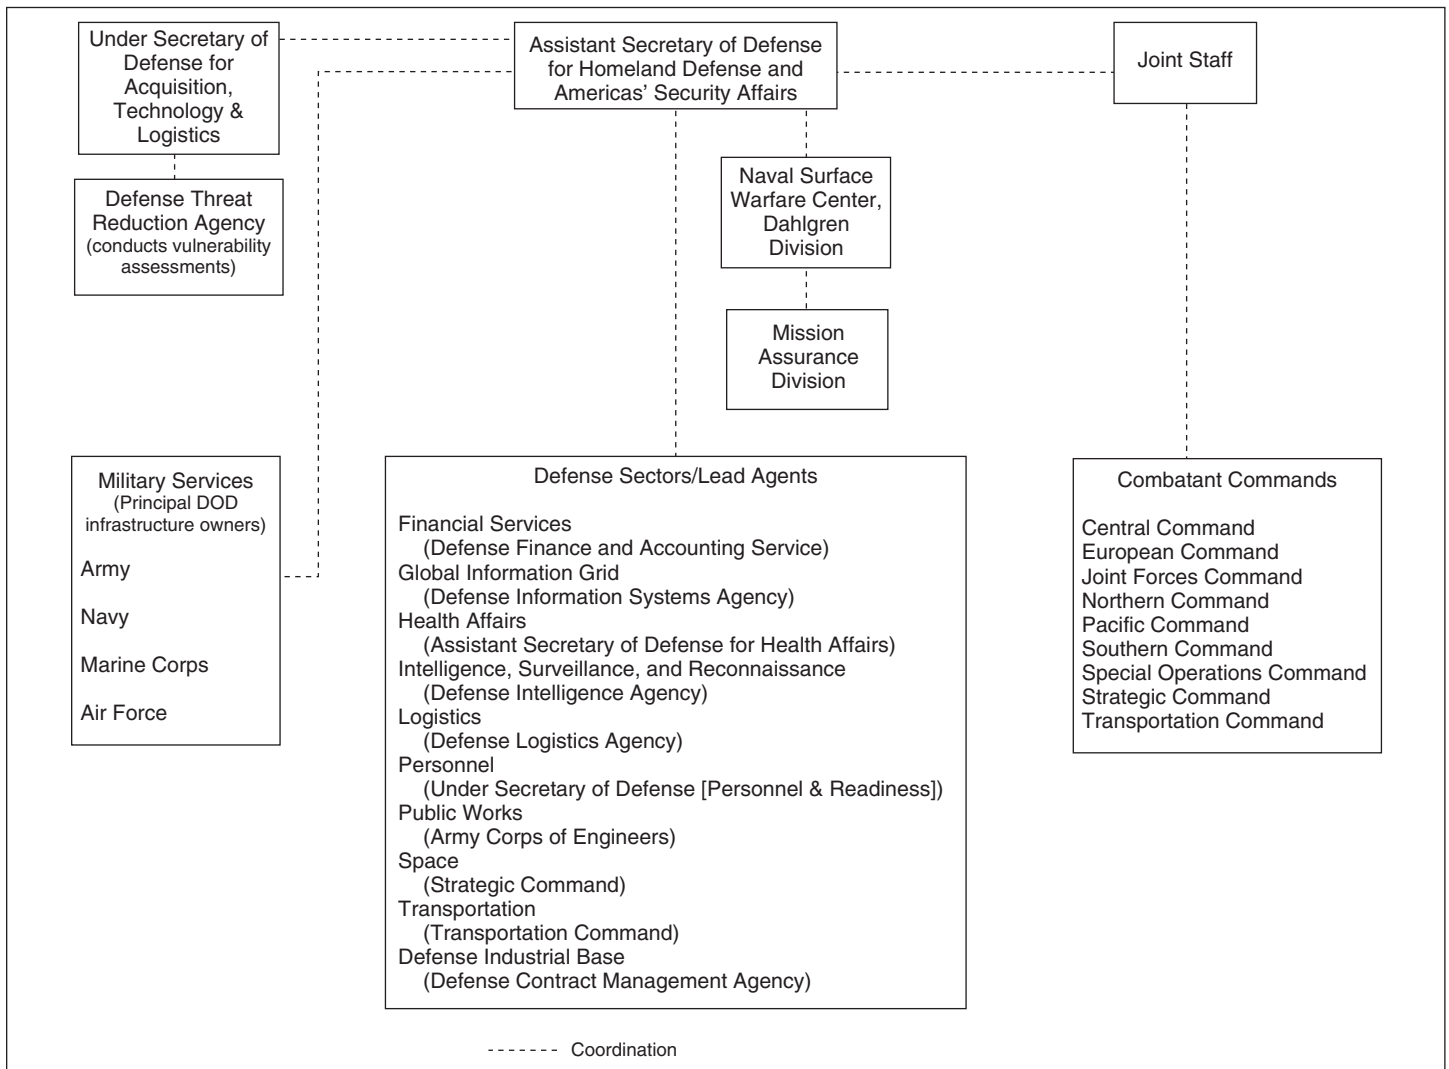 Under Secretary of
Defense for
Acquisition,
Technology &
Logistics
Assistant Secretary of Defense
for Homeland Defense and
Americas' Security Affairs
Joint Staff
Defense Threat
Reduction Agency
(conducts vulnerability
assessments)
Naval Surface
Warfare Center,
Dahlgren
Division
Mission
Assurance
Division
Military Services
(Principal DOD
infrastructure owners)
Army
Navy
Marine Corps
Air Force
Defense Sectors/Lead Agents
Financial Services
(Defense Finance and Accounting Service)
Global Information Grid
(Defense Information Systems Agency)
Health Affairs
(Assistant Secretary of Defense for Health Affairs)
Intelligence, Surveillance, and Reconnaissance
(Defense Intelligence Agency)
Logistics
(Defense Logistics Agency)
Personnel
(Under Secretary of Defense [Personnel & Readiness])
Public Works
(Army Corps of Engineers)
Space
(Strategic Command)
Transportation
(Transportation Command)
Defense Industrial Base
(Defense Contract Management Agency)
Combatant Commands
Central Command
European Command
Joint Forces Command
Northern Command
Pacific Command
Southern Command
Special Operations Command
Strategic Command
Transportation Command
Coordination